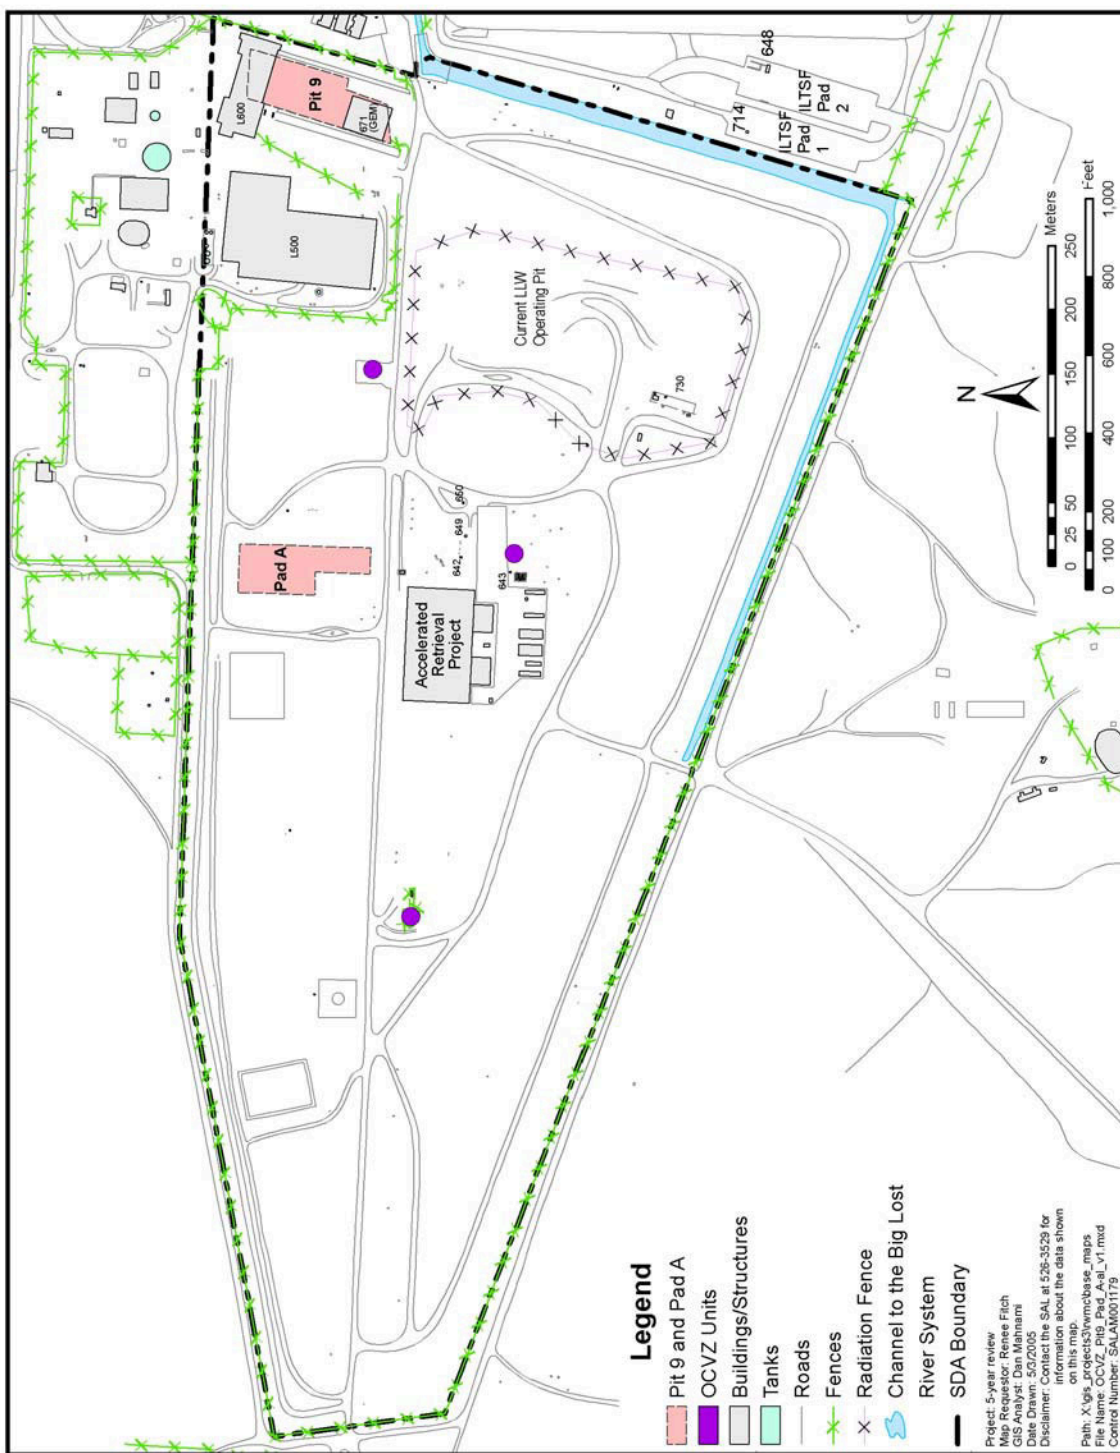 L600
Pit 9
671
(GEM)
L500
648
714
ILTSF
Pad
1
ILTSF
Pad
2
Current LLW
Operating Pit
730
Pad A
650
649
642
643
Accelerated
Retrieval
Project
N
0 25 50 100 150 200 250
Meters
0 100 200 400 600 800 1,000
Feet
Legend
Pit 9 and Pad A
OCVZ Units
Buildings/Structures
Tanks
Roads
Fences
Radiation Fence
Channel to the Big Lost
River System
SDA Boundary
Project: 5-year review
Map Requestor: Renee Fitch
GIS Analyst: Dan Mahnami
Date Drawn: 5/3/2005
Disclaimer: Contact the SAL at 526-3529 for
information about the data shown
on this map.
Path: X:\gis_projects3\rwmc\base_maps
File Name: OCVZ_Pit9_Pad_A-al_v1.mxd
Control Number: SALAM001179